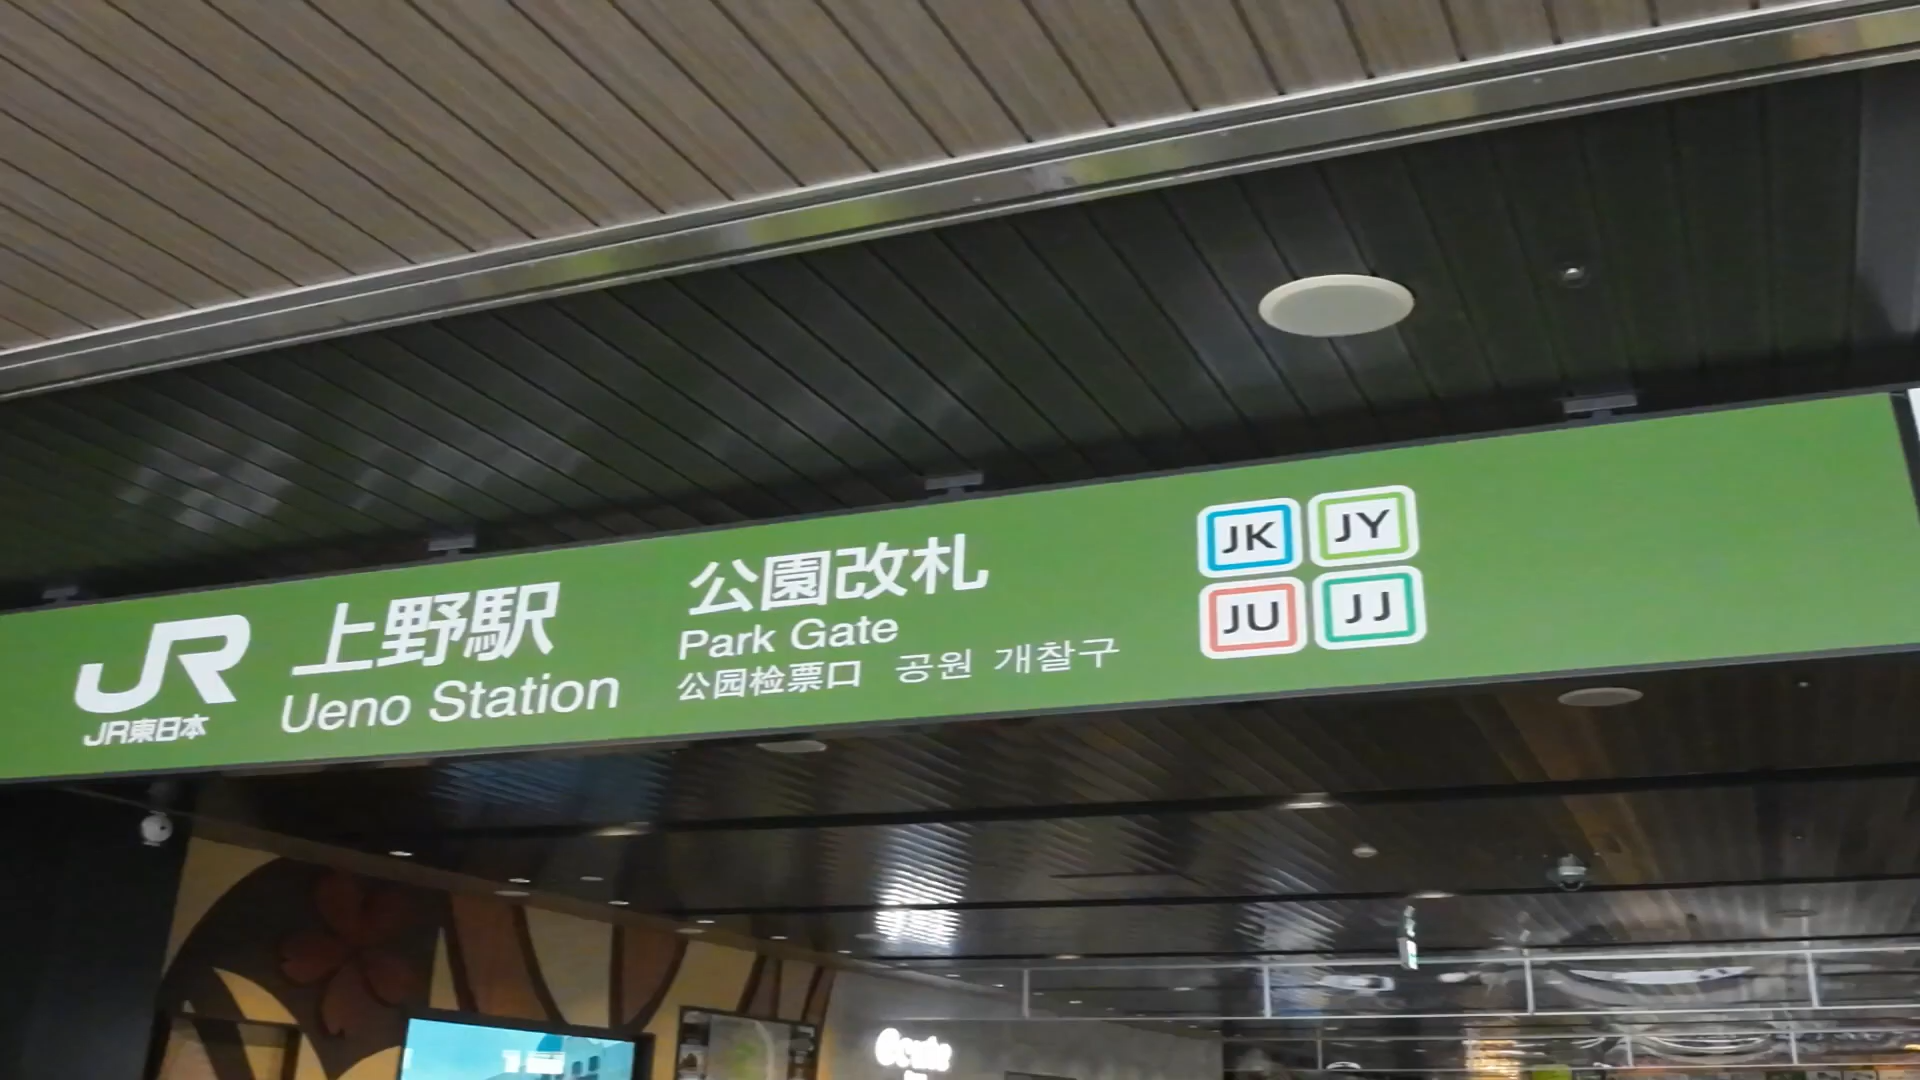 JR
JR東日本
上野駅
Ueno Station
公園改札
Park Gate
公园检票口 공원 개찰구
JK JY
JU JJ
ecute